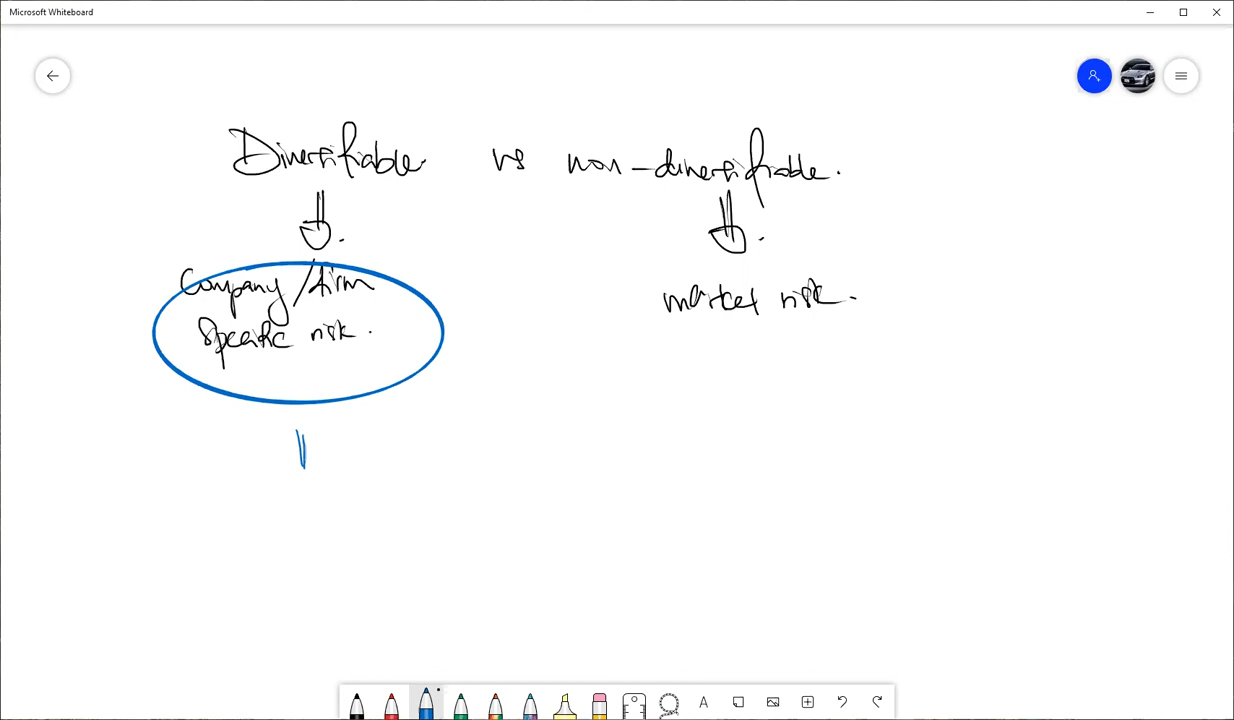 Microsoft Whiteboard
Diversifiable vs non-diversifiable.
Company/firm
specific risk.
market risk.
A